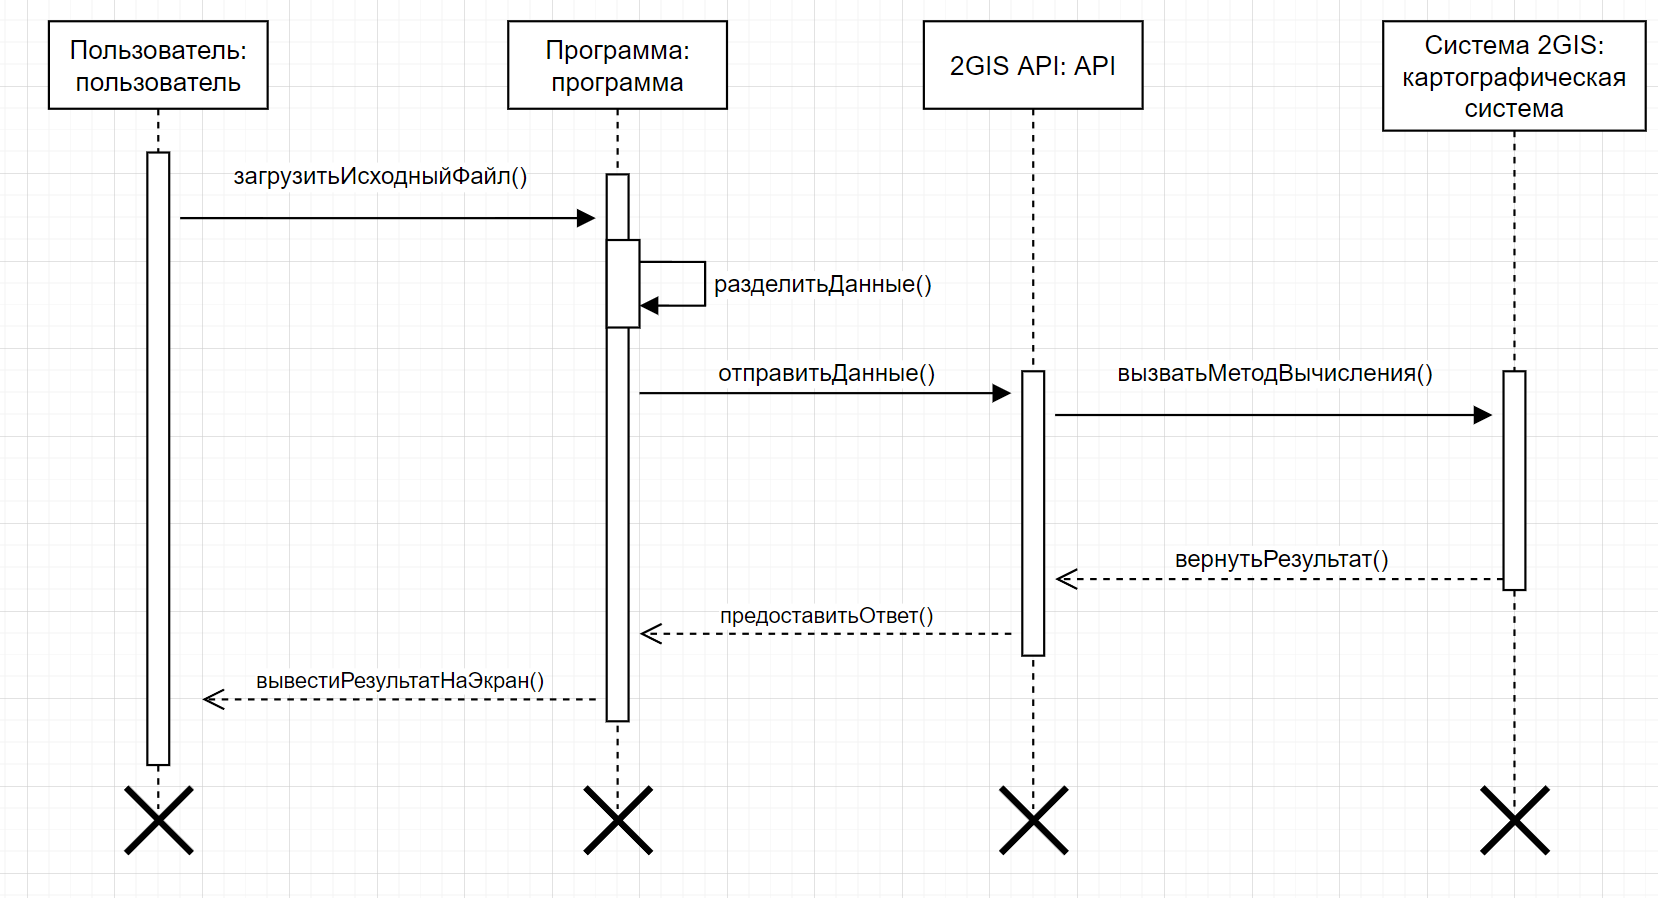 Пользователь:
пользователь
Программа:
программа
2GIS API: API
Система 2GIS:
картографическая
система
загрузитьИсходныйФайл()
разделитьДанные()
отправитьДанные()
вызватьМетодВычисления()
вернутьРезультат()
предоставитьОтвет()
вывестиРезультатНаЭкран()